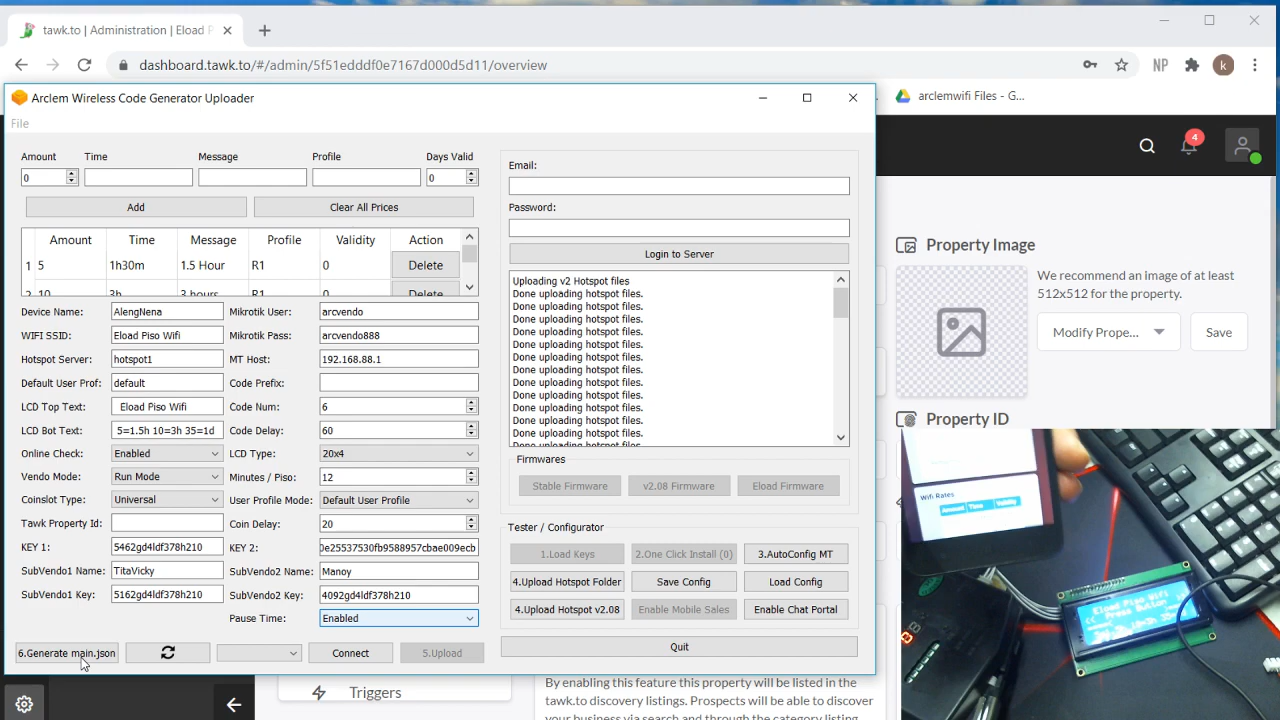 tawk.to | Administration | Eload P
dashboard.tawk.to/#/admin/5f51edddf0e7167d000d5d11/overview
NP
k
arclemwifi Files - G...
Arclem Wireless Code Generator Uploader
File
4
Amount Time Message Profile Days Valid
0 0
Add Clear All Prices
Amount Time Message Profile Validity Action
1 5 1h30m 1.5 Hour R1 0 Delete
2 10 3h 3 hours R1 0 Delete
Device Name: AlengNena Mikrotik User: arcvendo
WIFI SSID: Eload Piso Wifi Mikrotik Pass: arcvendo888
Hotspot Server: hotspot1 MT Host: 192.168.88.1
Default User Prof: default Code Prefix:
LCD Top Text: Eload Piso Wifi Code Num: 6
LCD Bot Text: 5=1.5h 10=3h 35=1d Code Delay: 60
Online Check: Enabled LCD Type: 20x4
Vendo Mode: Run Mode Minutes / Piso: 12
Coinslot Type: Universal User Profile Mode: Default User Profile
Tawk Property Id: Coin Delay: 20
KEY 1: 5462gd4ldf378h210 KEY 2: 0e25537530fb9588957cbae009ecb
SubVendo1 Name: TitaVicky SubVendo2 Name: Manoy
SubVendo1 Key: 5162gd4ldf378h210 SubVendo2 Key: 4092gd4ldf378h210
Pause Time: Enabled
6.Generate main.json Connect 5.Upload
Email:
Password:
Login to Server
Uploading v2 Hotspot files
Done uploading hotspot files.
Done uploading hotspot files.
Done uploading hotspot files.
Done uploading hotspot files.
Done uploading hotspot files.
Done uploading hotspot files.
Done uploading hotspot files.
Done uploading hotspot files.
Done uploading hotspot files.
Done uploading hotspot files.
Done uploading hotspot files.
Done uploading hotspot files.
Done uploading hotspot files.
Firmwares
Stable Firmware v2.08 Firmware Eload Firmware
Tester / Configurator
1.Load Keys 2.One Click Install (0) 3.AutoConfig MT
4.Upload Hotspot Folder Save Config Load Config
4.Upload Hotspot v2.08 Enable Mobile Sales Enable Chat Portal
Quit
Property Image
We recommend an image of at least
512x512 for the property.
Modify Prope... Save
Property ID
Wifi Rates
Amount Time Validity
Eload Piso Wifi
Press Button
Triggers
By enabling this feature this property will be listed in
the tawk.to discovery listings. Prospects will be able to discover
your business via search and through the category listing